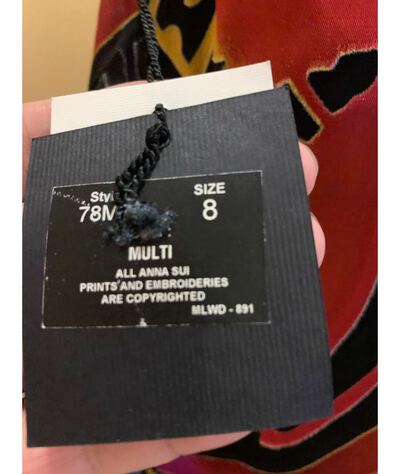 SIZE
78M 8
MULTI
ALL ANNA SUI
PRINTS AND EMBROIDERIES
ARE COPYRIGHTED
MLWD - 891